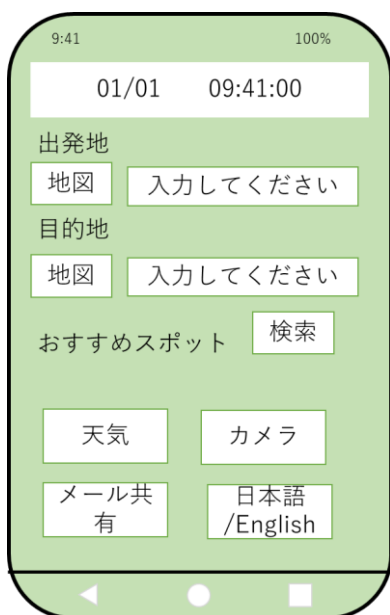 9:41 100%
01/01 09:41:00
出発地
地図 入力してください
目的地
地図 入力してください
おすすめスポット 検索
天気 カメラ
メール共
有
日本語
/English